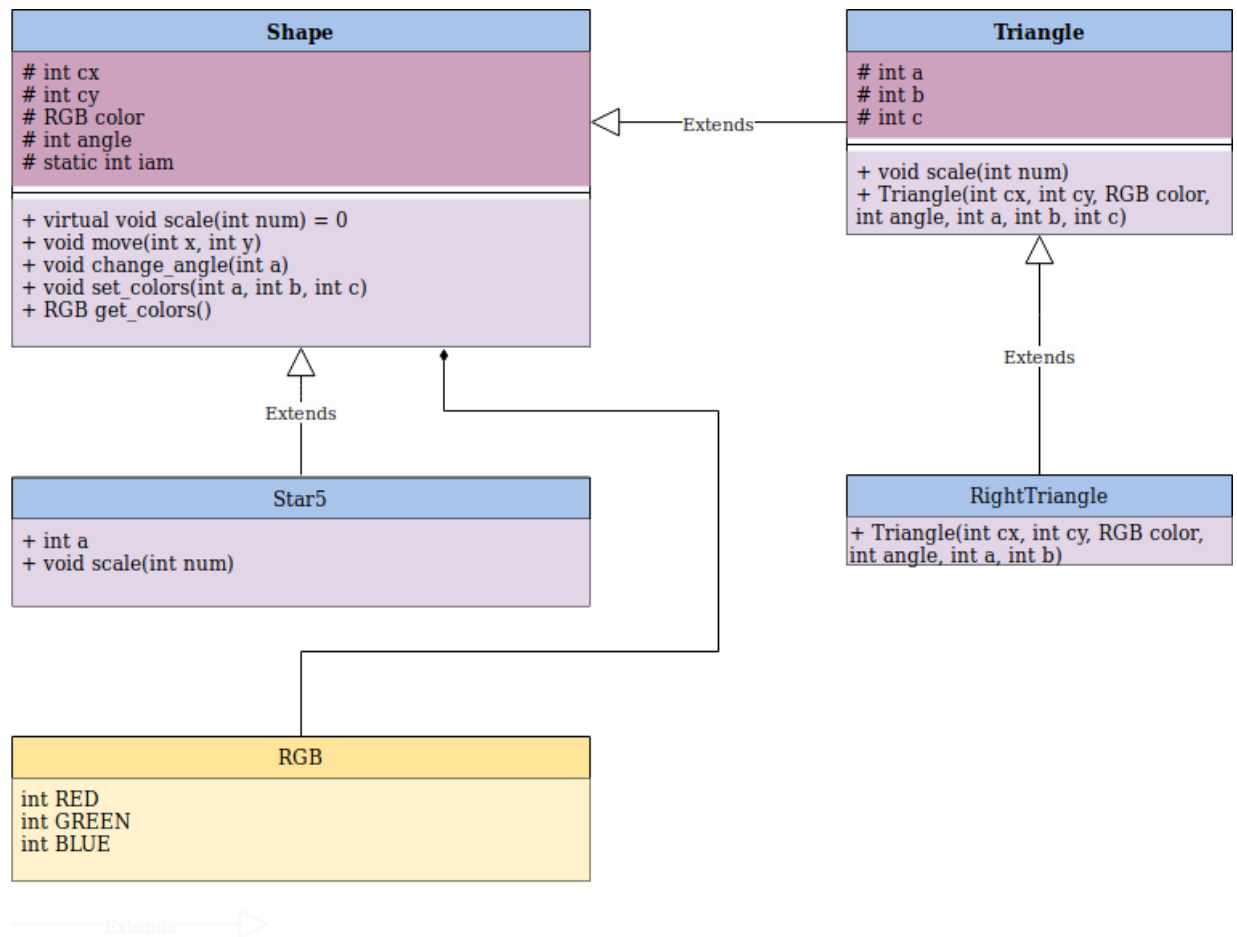 Shape
# int cx
# int cy
# RGB color
# int angle
# static int iam
+ virtual void scale(int num) = 0
+ void move(int x, int y)
+ void change_angle(int a)
+ void set_colors(int a, int b, int c)
+ RGB get_colors()
Extends
Triangle
# int a
# int b
# int c
+ void scale(int num)
+ Triangle(int cx, int cy, RGB color,
int angle, int a, int b, int c)
Extends
Extends
Star5
+ int a
+ void scale(int num)
RightTriangle
+ Triangle(int cx, int cy, RGB color,
int angle, int a, int b)
RGB
int RED
int GREEN
int BLUE
Extends